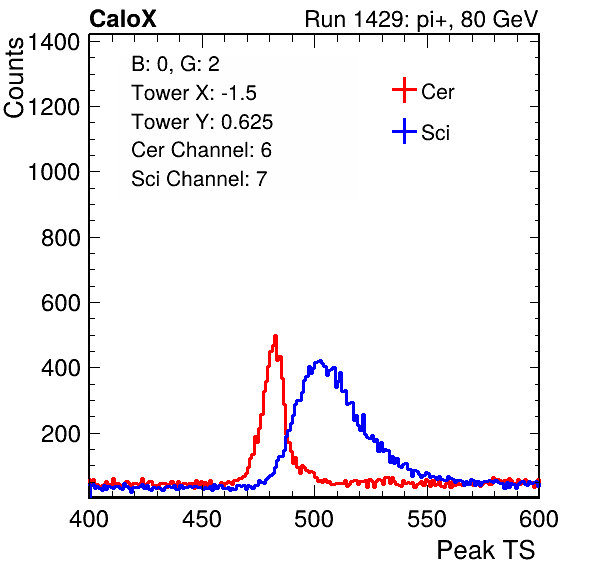 CaloX Run 1429: pi+, 80 GeV
Counts
1400
1200
1000
800
600
400
200
B: 0, G: 2
Tower X: -1.5
Tower Y: 0.625
Cer Channel: 6
Sci Channel: 7
Cer
Sci
400 450 500 550 600
Peak TS